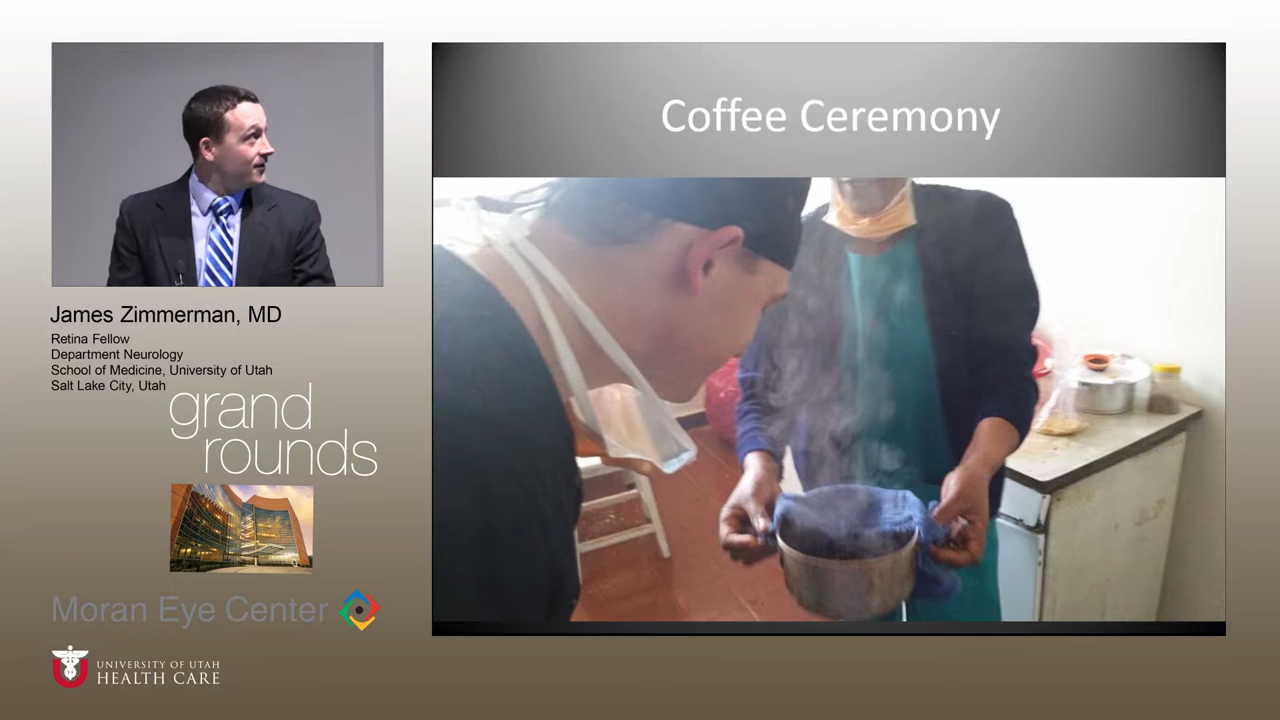 Coffee Ceremony
James Zimmerman, MD
Retina Fellow
Department Neurology
School of Medicine, University of Utah
Salt Lake City, Utah
grand
rounds
Moran Eye Center
UNIVERSITY OF UTAH
HEALTH CARE